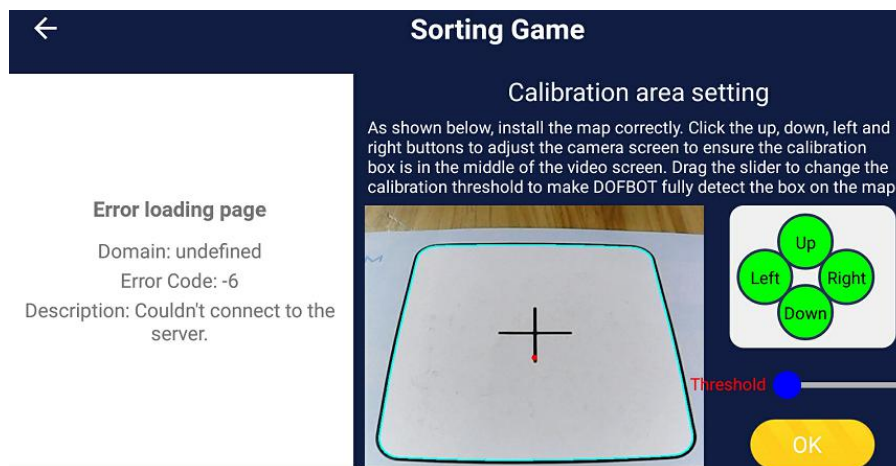 Sorting Game
Error loading page
Domain: undefined
Error Code: -6
Description: Couldn't connect to the
server.
Calibration area setting
As shown below, install the map correctly. Click the up, down, left and
right buttons to adjust the camera screen to ensure the calibration
box is in the middle of the video screen. Drag the slider to change the
calibration threshold to make DOFBOT fully detect the box on the map
Up
Left
Right
Down
Threshold
OK